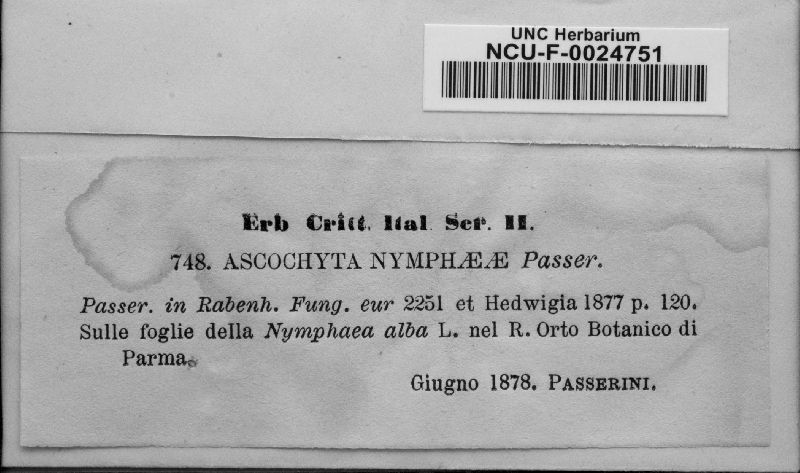 UNC Herbarium
NCU-F-0024751
Erb Critt. Ital Ser. II.
748. ASCOCHYTA NYMPHÆÆ Passer.
Passer. in Rabenh. Fung. eur 2251 et Hedwigia 1877 p. 120.
Sulle foglie della Nymphaea alba L. nel R. Orto Botanico di
Parma.
Giugno 1878. PASSERINI.